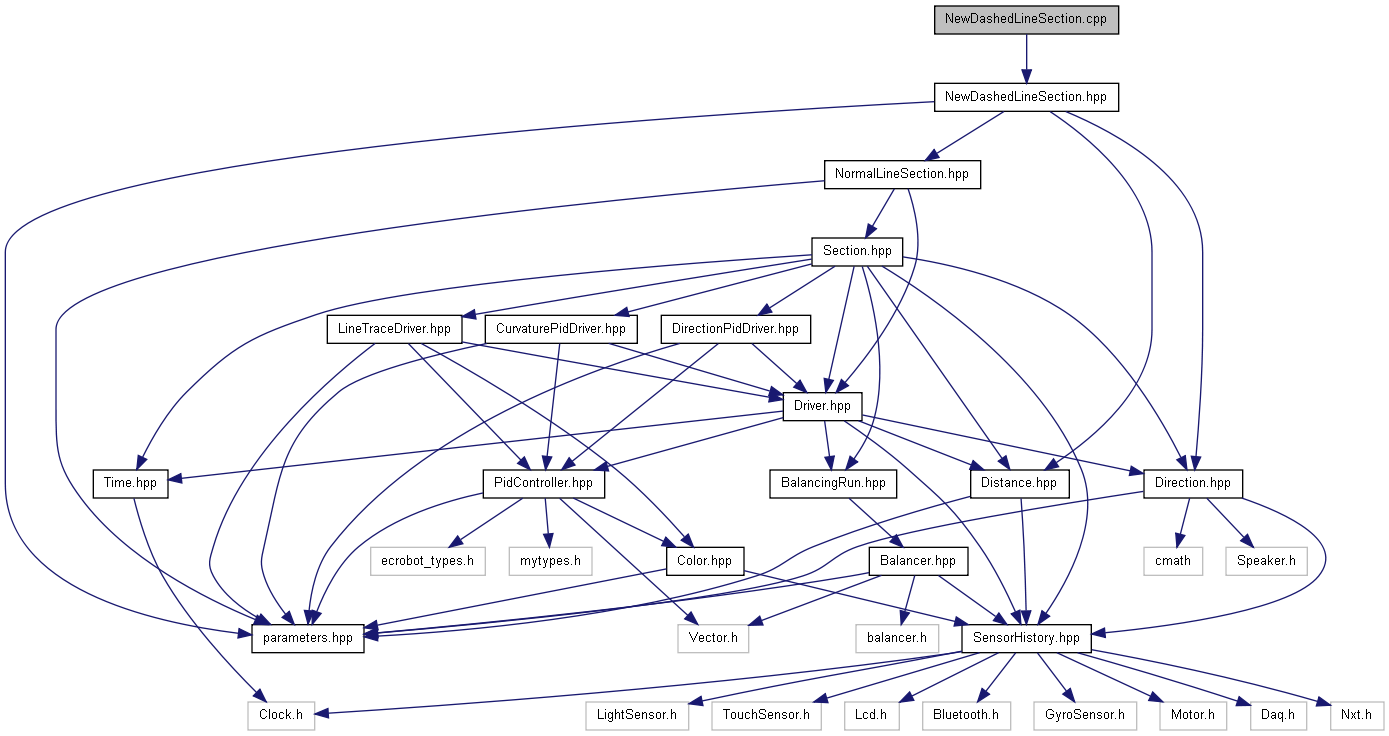 NewDashedLineSection.cpp
NewDashedLineSection.hpp
NormalLineSection.hpp
Section.hpp
LineTraceDriver.hpp
CurvaturePidDriver.hpp
DirectionPidDriver.hpp
Driver.hpp
Time.hpp
PidController.hpp
BalancingRun.hpp
Distance.hpp
Direction.hpp
ecrobot_types.h
mytypes.h
Color.hpp
Balancer.hpp
cmath
Speaker.h
parameters.hpp
Vector.h
balancer.h
SensorHistory.hpp
Clock.h
LightSensor.h
TouchSensor.h
Lcd.h
Bluetooth.h
GyroSensor.h
Motor.h
Daq.h
Nxt.h